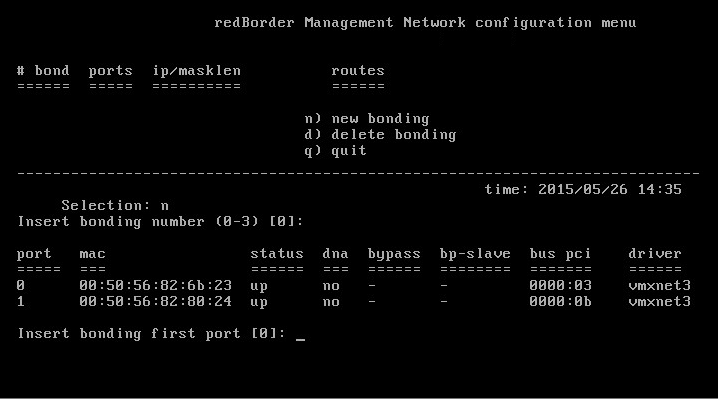 redBorder Management Network configuration menu
# bond ports ip/masklen routes
====== ===== ========== ======
n) new bonding
d) delete bonding
q) quit
----------------------------------------------------------------------------
time: 2015/05/26 14:35
Selection: n
Insert bonding number (0-3) [0]:
port mac status dna bypass bp-slave bus pci driver
===== === ====== === ====== ======== ======= ======
0 00:50:56:82:6b:23 up no - - 0000:03 vmxnet3
1 00:50:56:82:80:24 up no - - 0000:0b vmxnet3
Insert bonding first port [0]: _